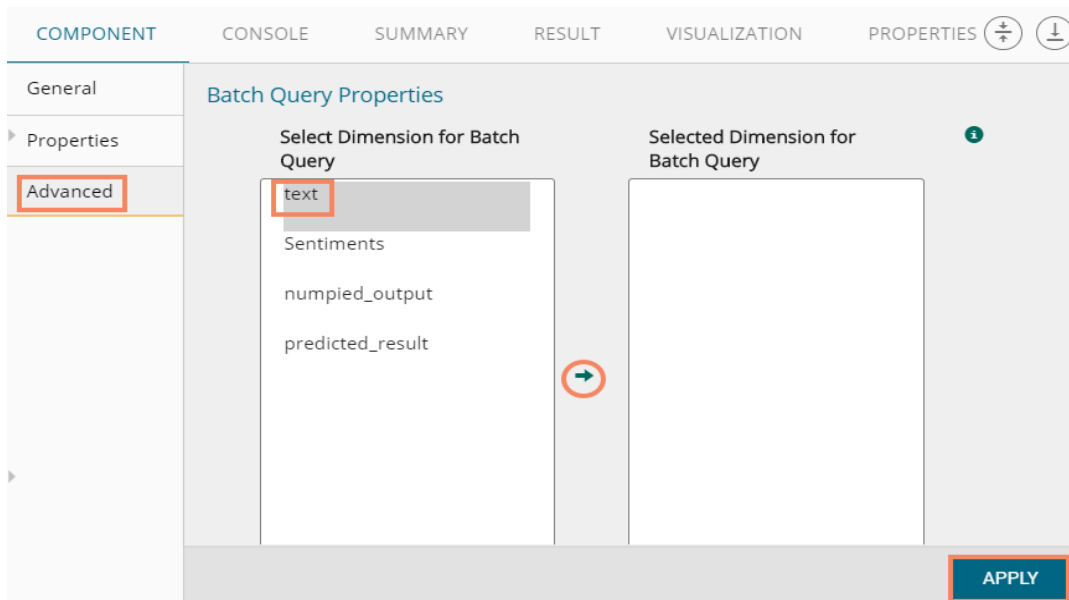 COMPONENT CONSOLE SUMMARY RESULT VISUALIZATION PROPERTIES
General
Properties
Advanced
Batch Query Properties
Select Dimension for Batch
Query
text
Sentiments
numpied_output
predicted_result
Selected Dimension for
Batch Query
APPLY